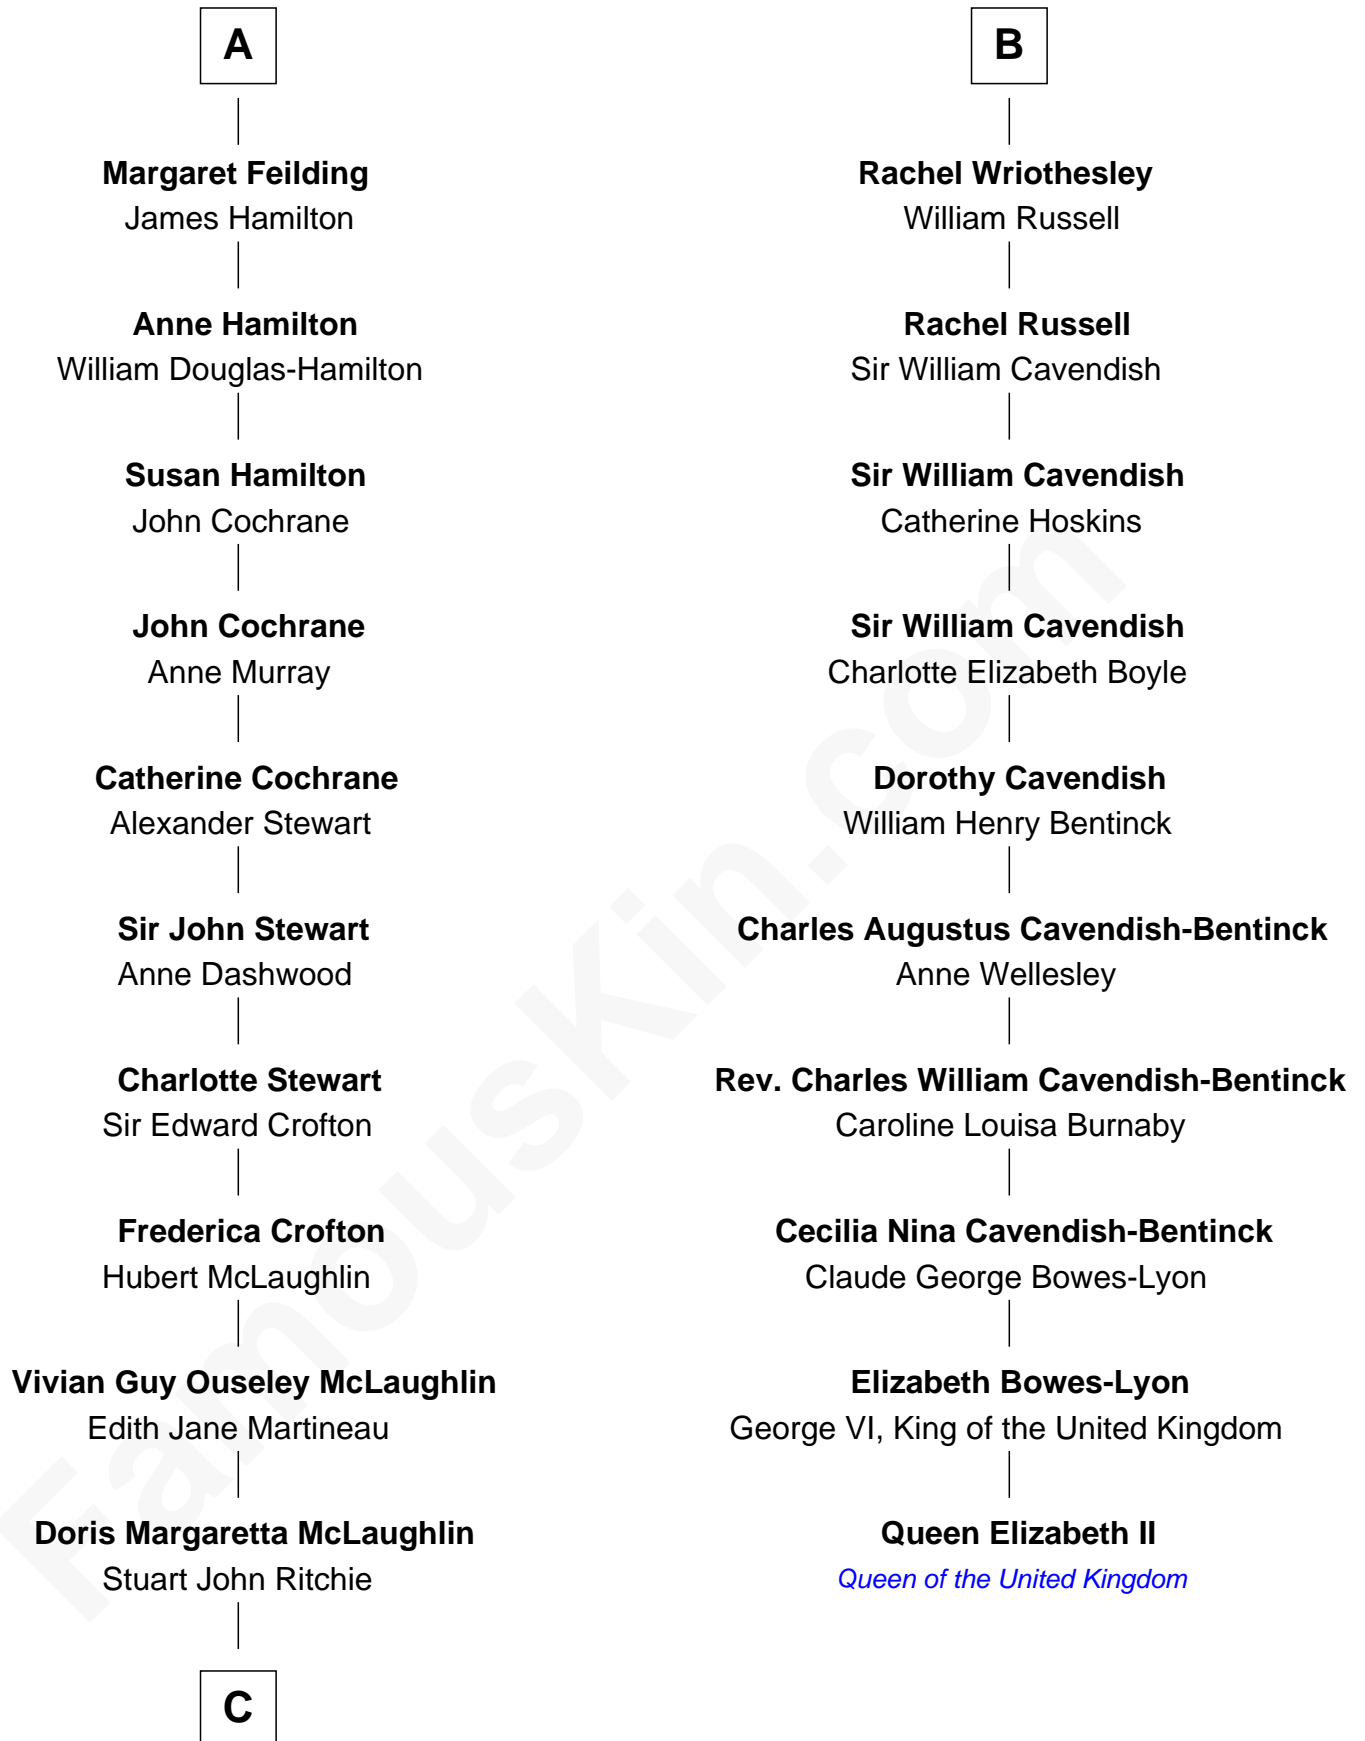 A
Margaret Feilding
James Hamilton
Anne Hamilton
William Douglas-Hamilton
Susan Hamilton
John Cochrane
John Cochrane
Anne Murray
Catherine Cochrane
Alexander Stewart
Sir John Stewart
Anne Dashwood
Charlotte Stewart
Sir Edward Crofton
Frederica Crofton
Hubert McLaughlin
Vivian Guy Ouseley McLaughlin
Edith Jane Martineau
Doris Margaretta McLaughlin
Stuart John Ritchie
C
B
Rachel Wriothesley
William Russell
Rachel Russell
Sir William Cavendish
Sir William Cavendish
Catherine Hoskins
Sir William Cavendish
Charlotte Elizabeth Boyle
Dorothy Cavendish
William Henry Bentinck
Charles Augustus Cavendish-Bentinck
Anne Wellesley
Rev. Charles William Cavendish-Bentinck
Caroline Louisa Burnaby
Cecilia Nina Cavendish-Bentinck
Claude George Bowes-Lyon
Elizabeth Bowes-Lyon
George VI, King of the United Kingdom
Queen Elizabeth II
Queen of the United Kingdom
FamousKin.com